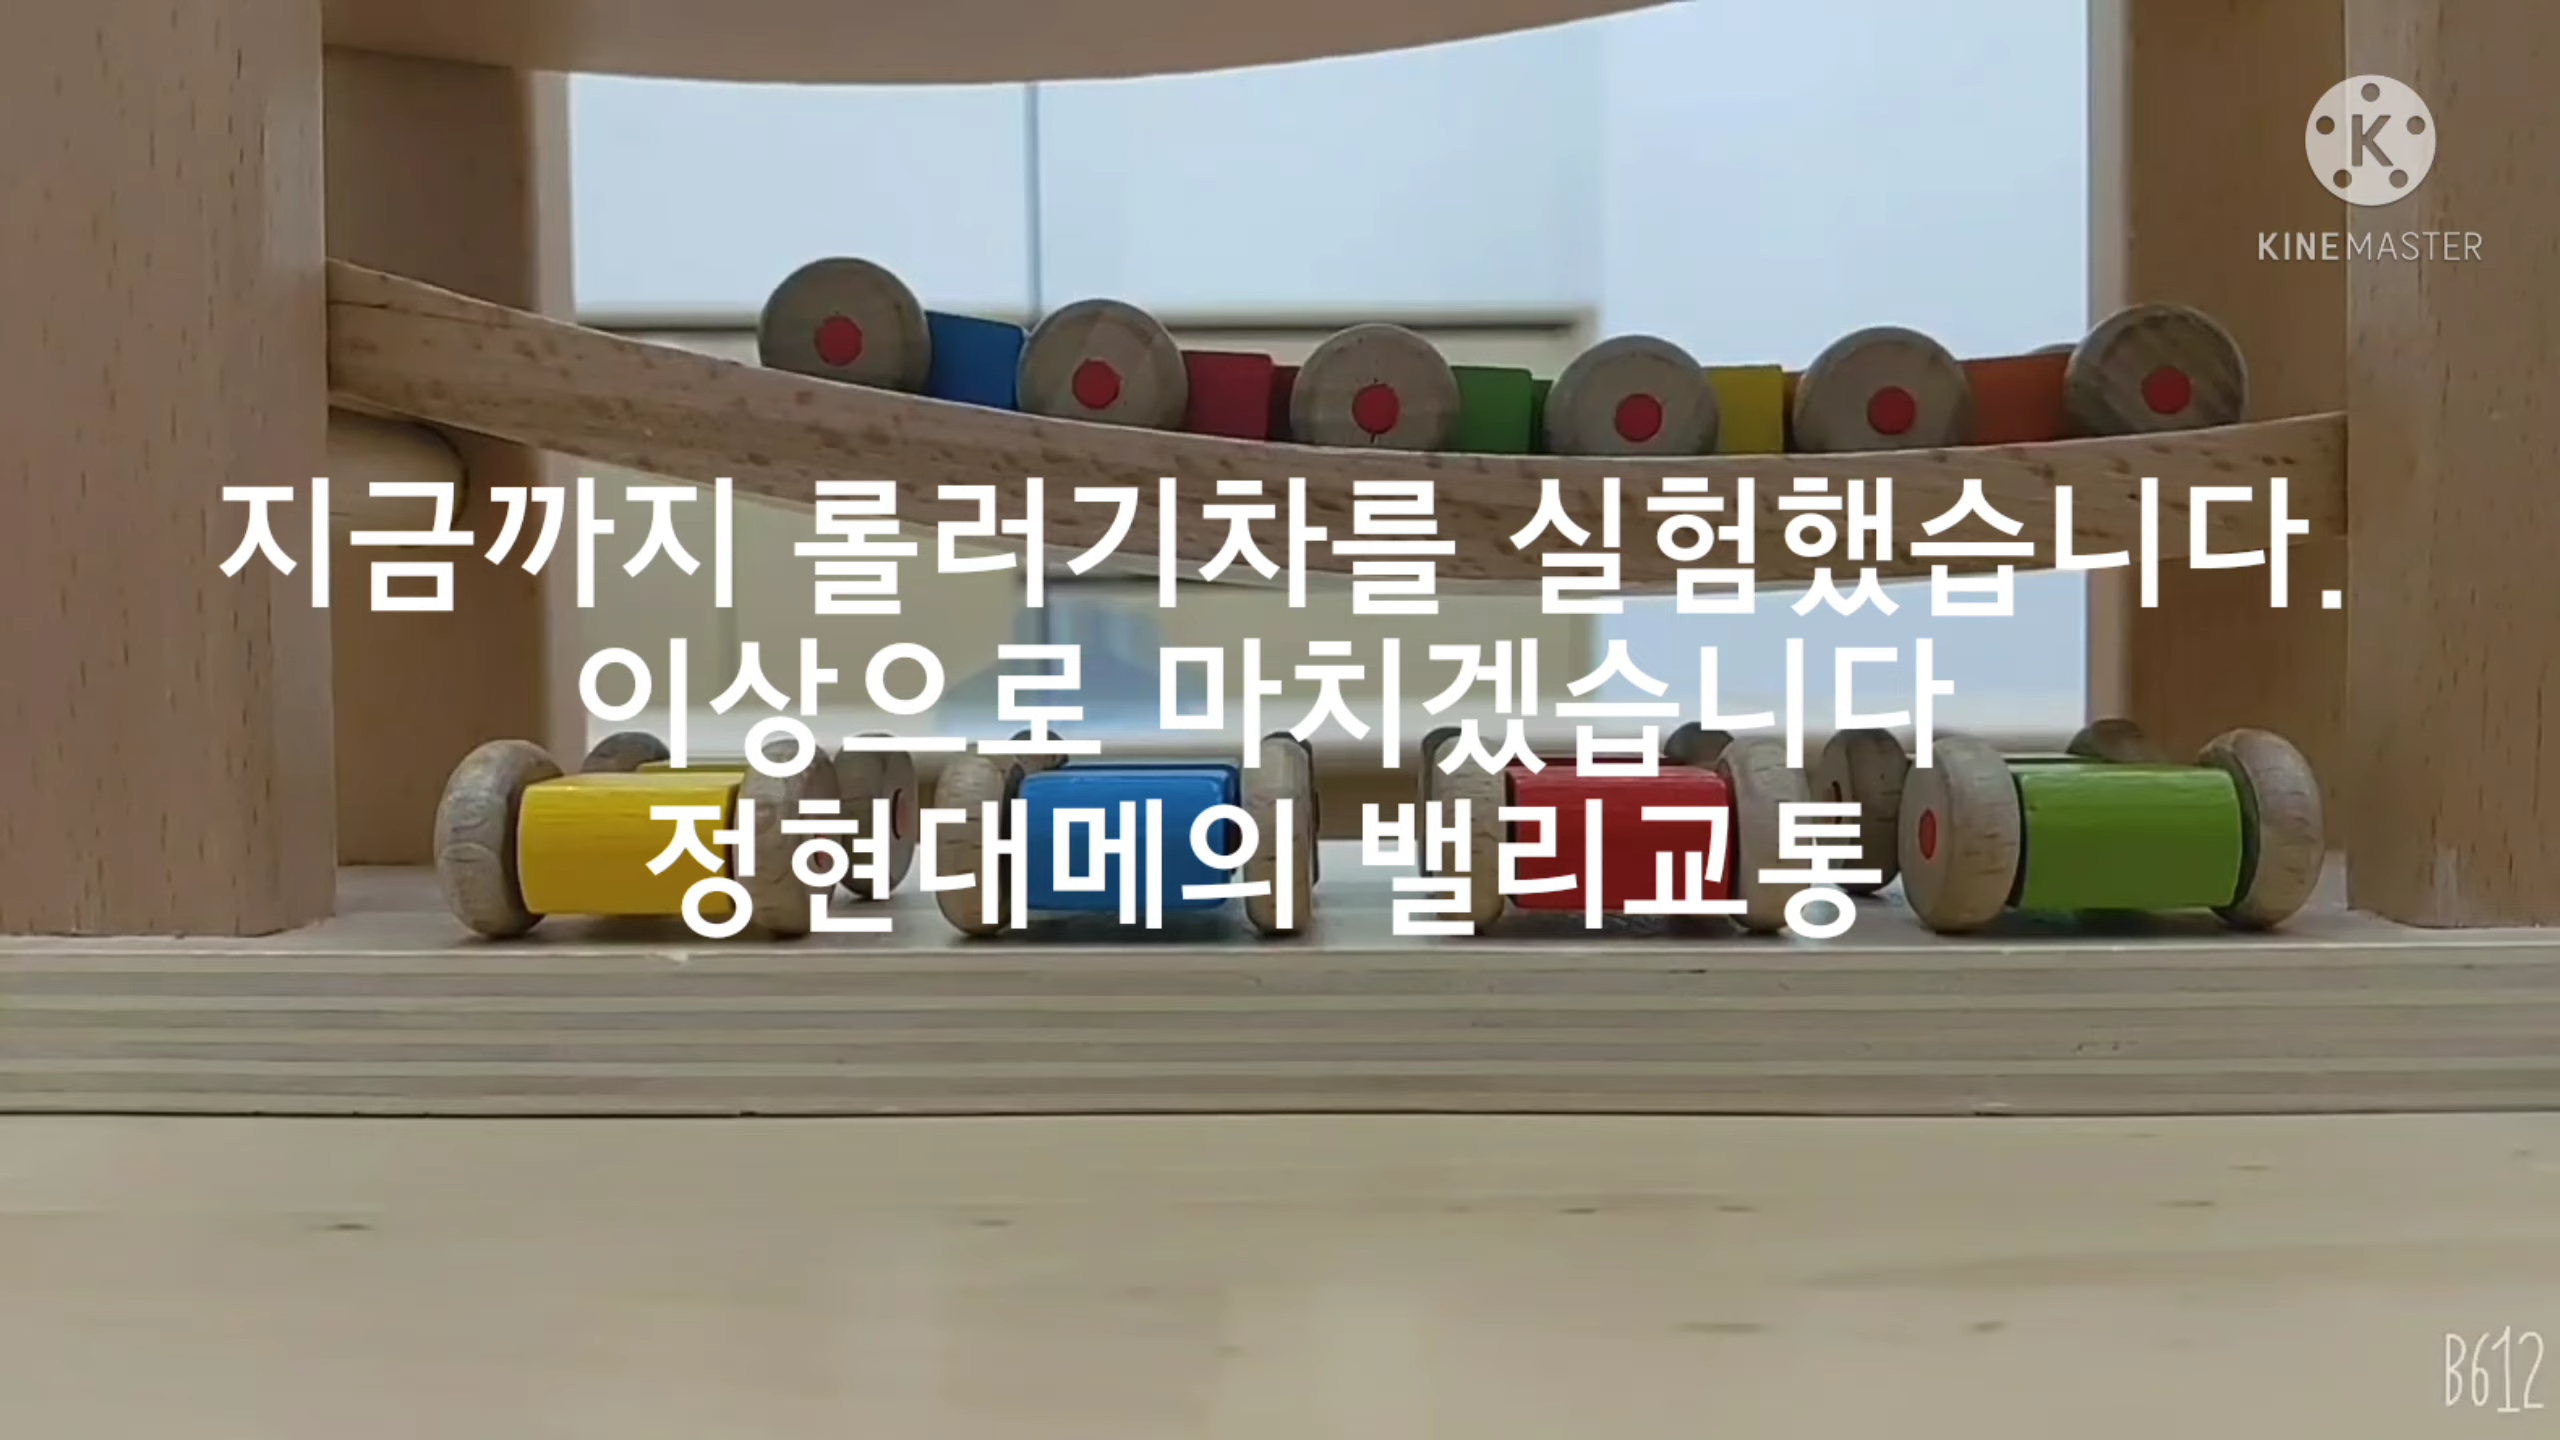 K
KINEMASTER
지금까지 롤러기차를 실험했습니다.
이상으로 마치겠습니다
정현대메의 밸리교통
B612